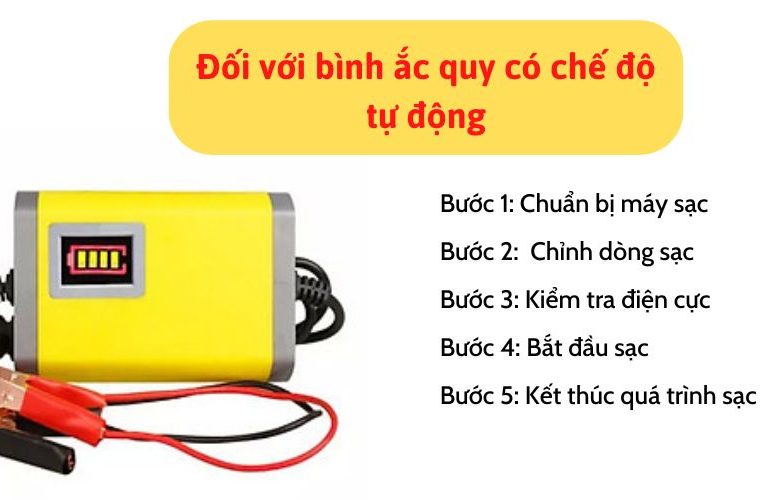 Đối với bình ắc quy có chế độ
tự động
Bước 1: Chuẩn bị máy sạc
Bước 2: Chỉnh dòng sạc
Bước 3: Kiểm tra điện cực
Bước 4: Bắt đầu sạc
Bước 5: Kết thúc quá trình sạc